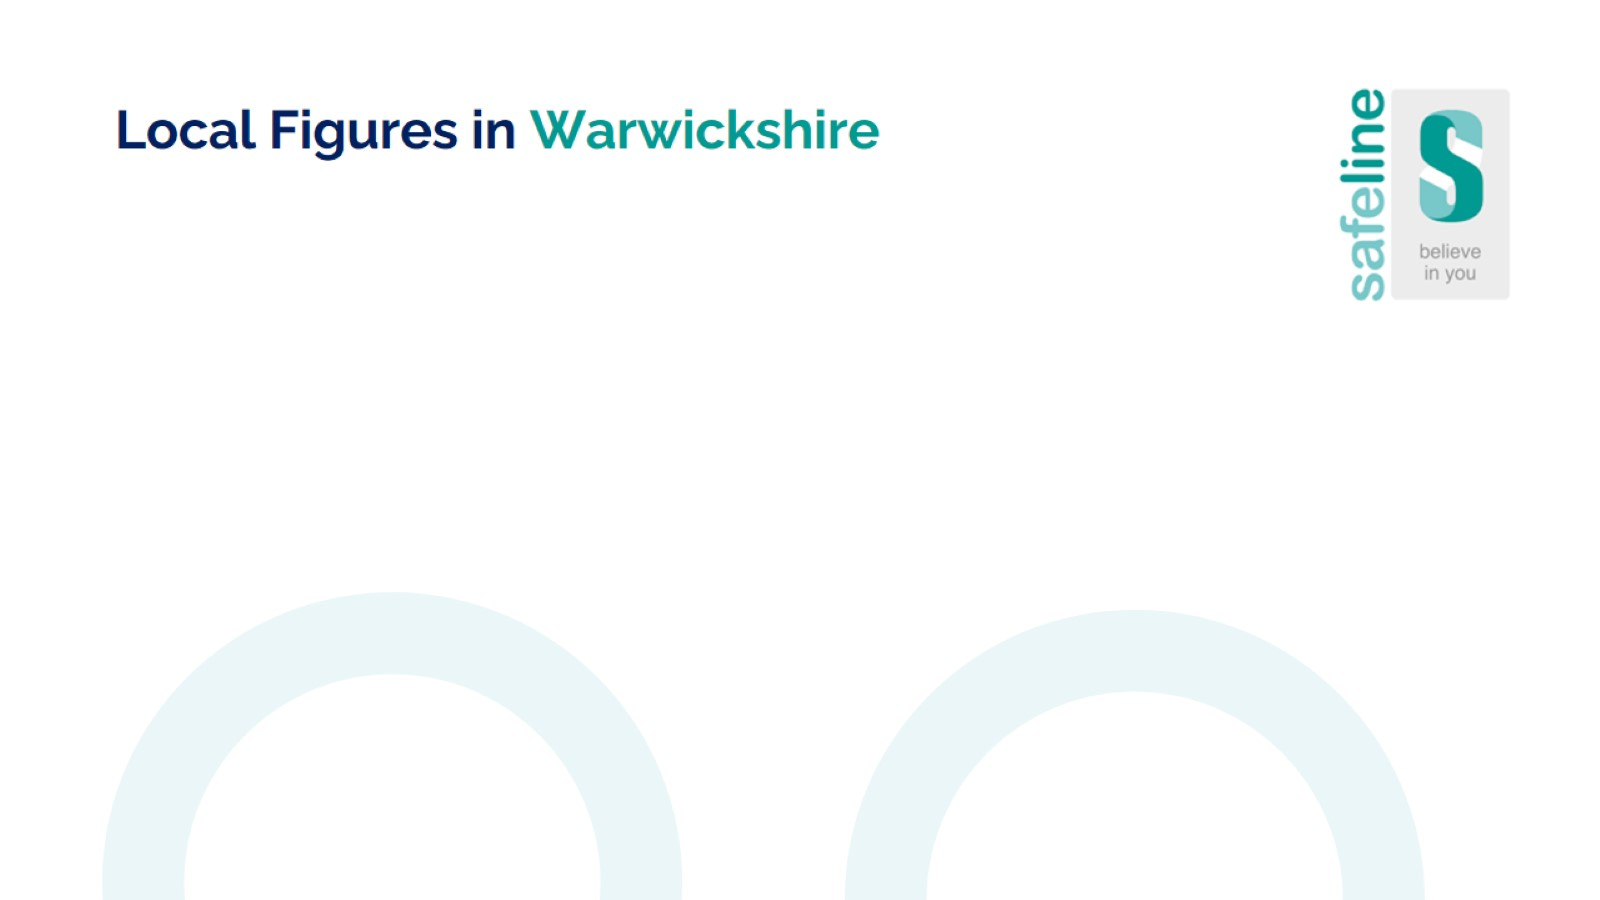 Local Figures in Warwickshire
safeline
believe
in you